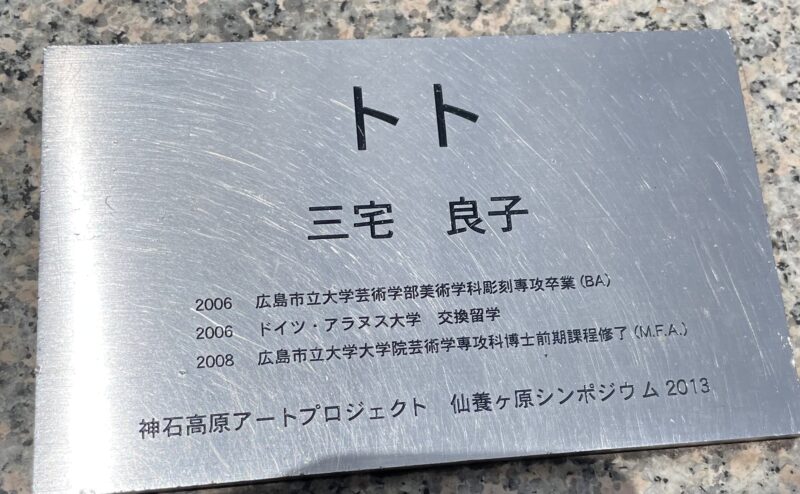 トト
三宅　良子
2006　広島市立大学芸術学部美術学科彫刻専攻卒業(BA)
2006　ドイツ・アラヌス大学　交換留学
2008　広島市立大学大学院芸術学専攻科博士前期課程修了(M.F.A.)
神石高原アートプロジェクト　仙養ヶ原シンポジウム2013